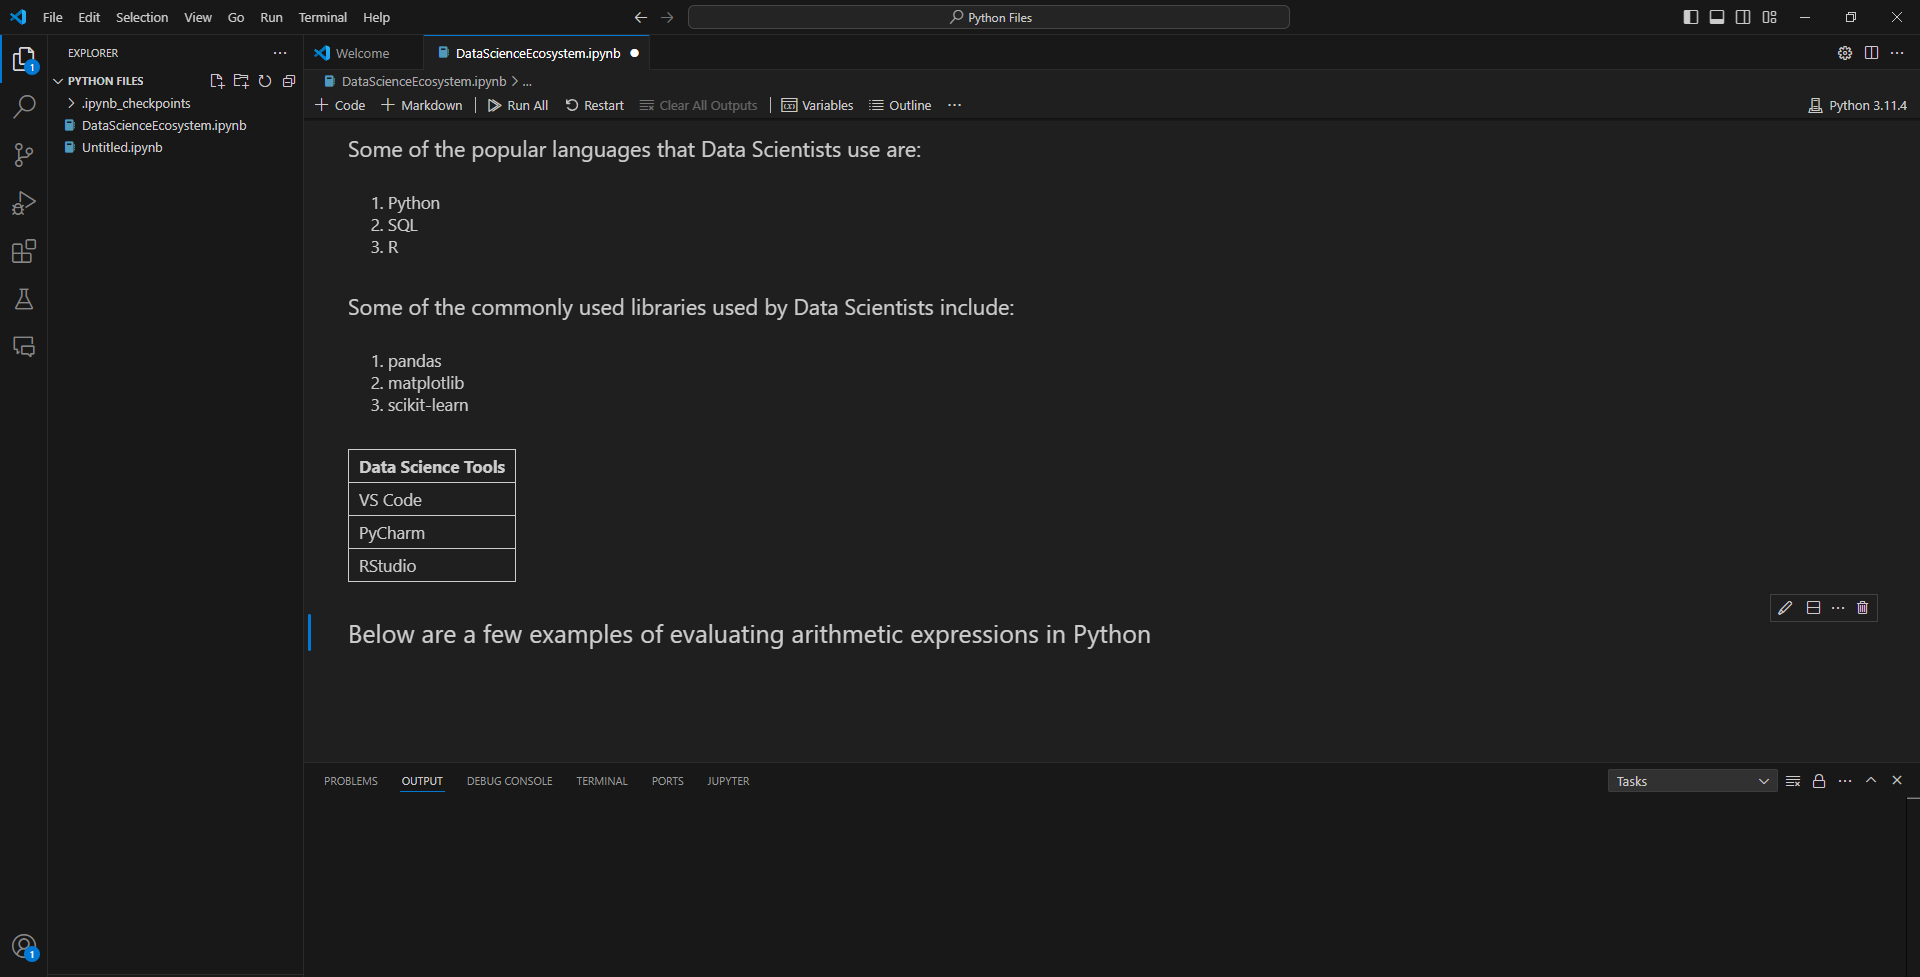 File Edit Selection View Go Run Terminal Help
Python Files
EXPLORER
PYTHON FILES
.ipynb_checkpoints
DataScienceEcosystem.ipynb
Untitled.ipynb
1
1
Welcome
DataScienceEcosystem.ipynb
DataScienceEcosystem.ipynb > ...
Code Markdown Run All Restart Clear All Outputs Variables Outline ...
Python 3.11.4
Some of the popular languages that Data Scientists use are:
1. Python
2. SQL
3. R
Some of the commonly used libraries used by Data Scientists include:
1. pandas
2. matplotlib
3. scikit-learn
Data Science Tools
VS Code
PyCharm
RStudio
Below are a few examples of evaluating arithmetic expressions in Python
PROBLEMS OUTPUT DEBUG CONSOLE TERMINAL PORTS JUPYTER
Tasks